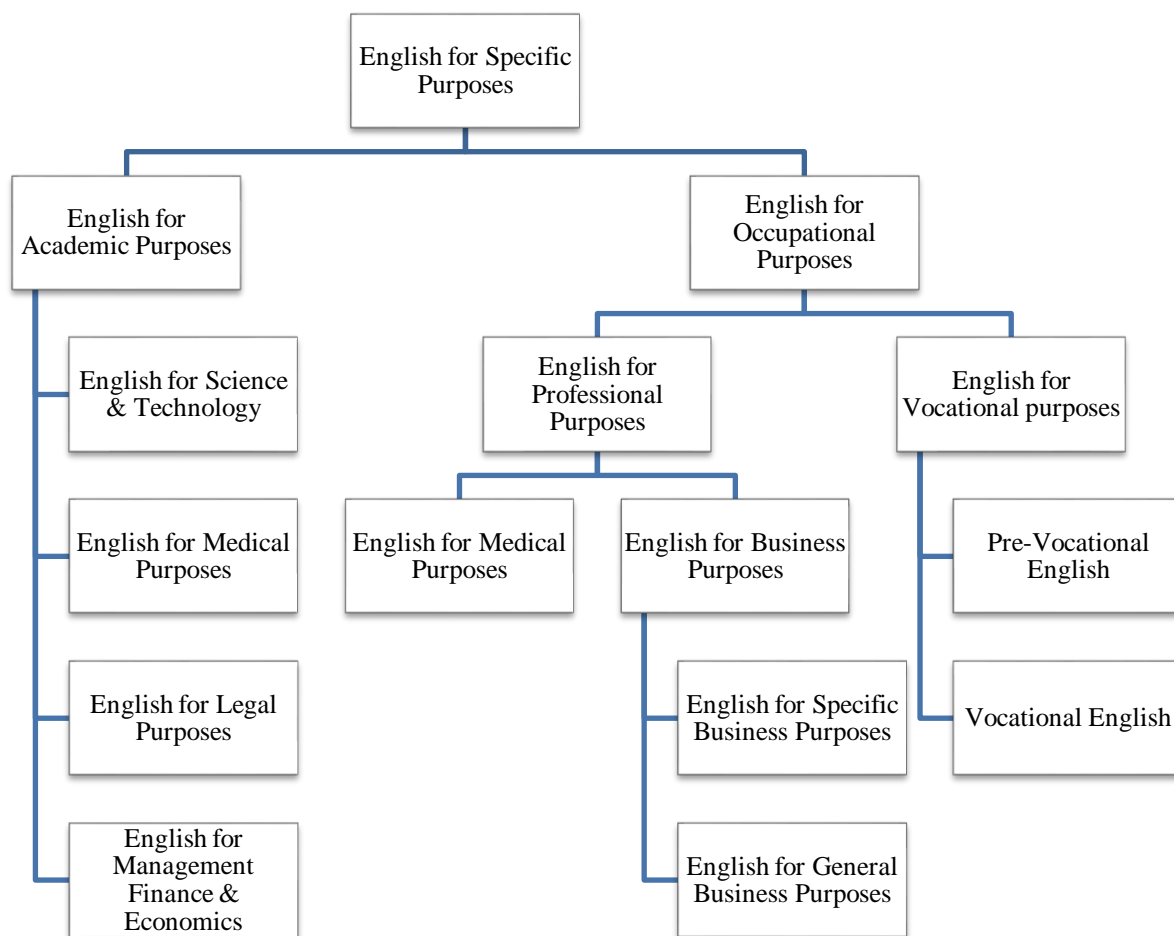 English for Specific
Purposes
English for
Academic Purposes
English for
Occupational
Purposes
English for Science
& Technology
English for Medical
Purposes
English for Legal
Purposes
English for
Management
Finance &
Economics
English for
Professional
Purposes
English for Medical
Purposes
English for Business
Purposes
English for Specific
Business Purposes
English for General
Business Purposes
English for
Vocational purposes
Pre-Vocational
English
Vocational English